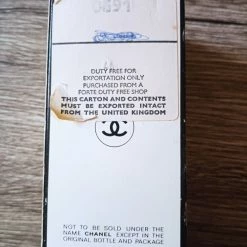 DUTY FREE FOR
EXPORTATION ONLY
PURCHASED FROM A
FORTE DUTY FREE SHOP
THIS CARTON AND CONTENTS
MUST BE EXPORTED INTACT
FROM THE UNITED KINGDOM
NOT TO BE SOLD UNDER THE
NAME CHANEL EXCEPT IN THE
ORIGINAL BOTTLE AND PACKAGE